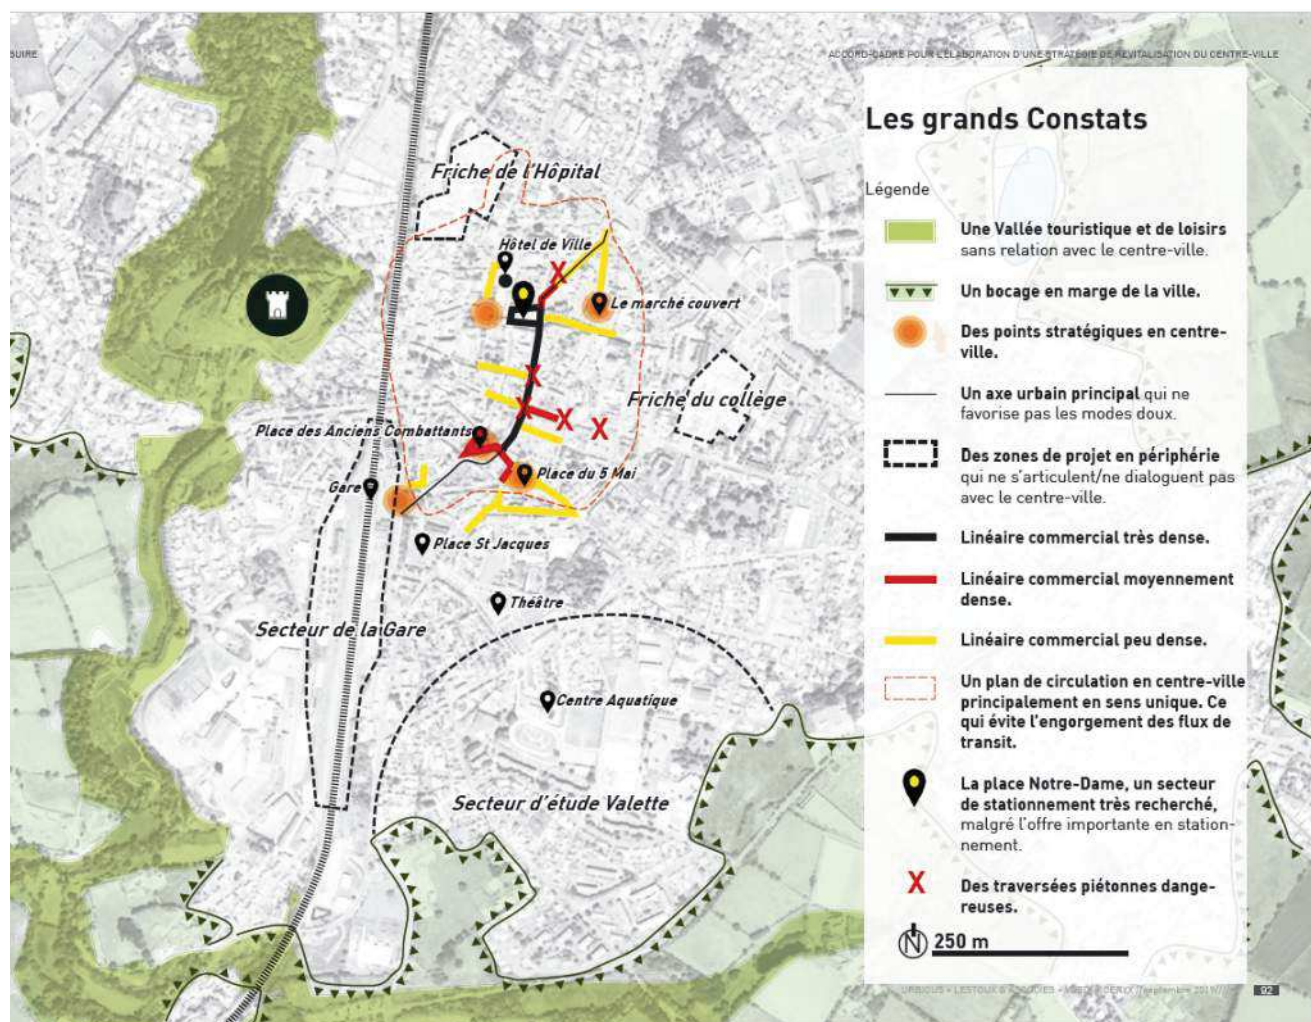 SUIRE
ACCORD-CADRE POUR L'ÉLABORATION D'UNE STRATÉGIE DE REVITALISATION DU CENTRE-VILLE
Friche de l'Hôpital
Hôtel de Ville
Le marché couvert
Friche du collège
Place des Anciens Combattants
Place du 5 Mai
Gare
Place St Jacques
Théâtre
Secteur de la Gare
Centre Aquatique
Secteur d'étude Valette
Les grands Constats
Légende
Une Vallée touristique et de loisirs
sans relation avec le centre-ville.
Un bocage en marge de la ville.
Des points stratégiques en centre-
ville.
Un axe urbain principal qui ne
favorise pas les modes doux.
Des zones de projet en périphérie
qui ne s'articulent/ne dialoguent pas
avec le centre-ville.
Linéaire commercial très dense.
Linéaire commercial moyennement
dense.
Linéaire commercial peu dense.
Un plan de circulation en centre-ville
principalement en sens unique. Ce
qui évite l'engorgement des flux de
transit.
La place Notre-Dame, un secteur
de stationnement très recherché,
malgré l'offre importante en station-
nement.
Des traversées piétonnes dange-
reuses.
N 250 m
92